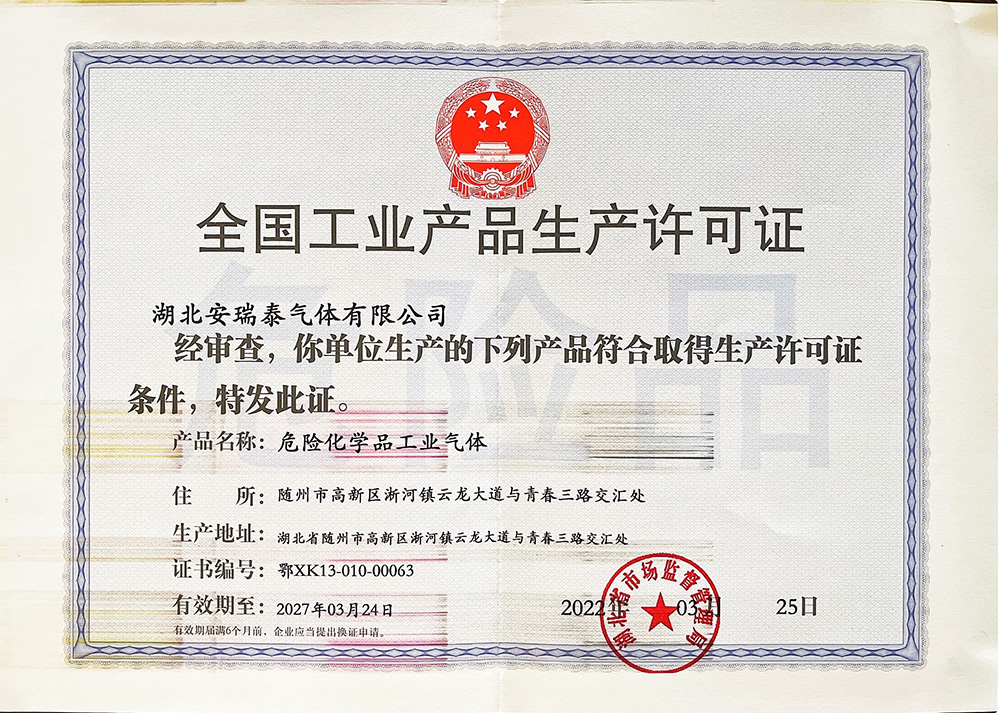 全国工业产品生产许可证
危险品
湖北安瑞泰气体有限公司
经审查，你单位生产的下列产品符合取得生产许可证
条件，特发此证。
产品名称：危险化学品工业气体
住 所：随州市高新区淅河镇云龙大道与青春三路交汇处
生产地址：湖北省随州市高新区淅河镇云龙大道与青春三路交汇处
证书编号：鄂XK13-010-00063
有效期至：2027年03月24日
2022年 03月 25日
湖北省市场监督管理局
有效期届满6个月前，企业应当提出换证申请。